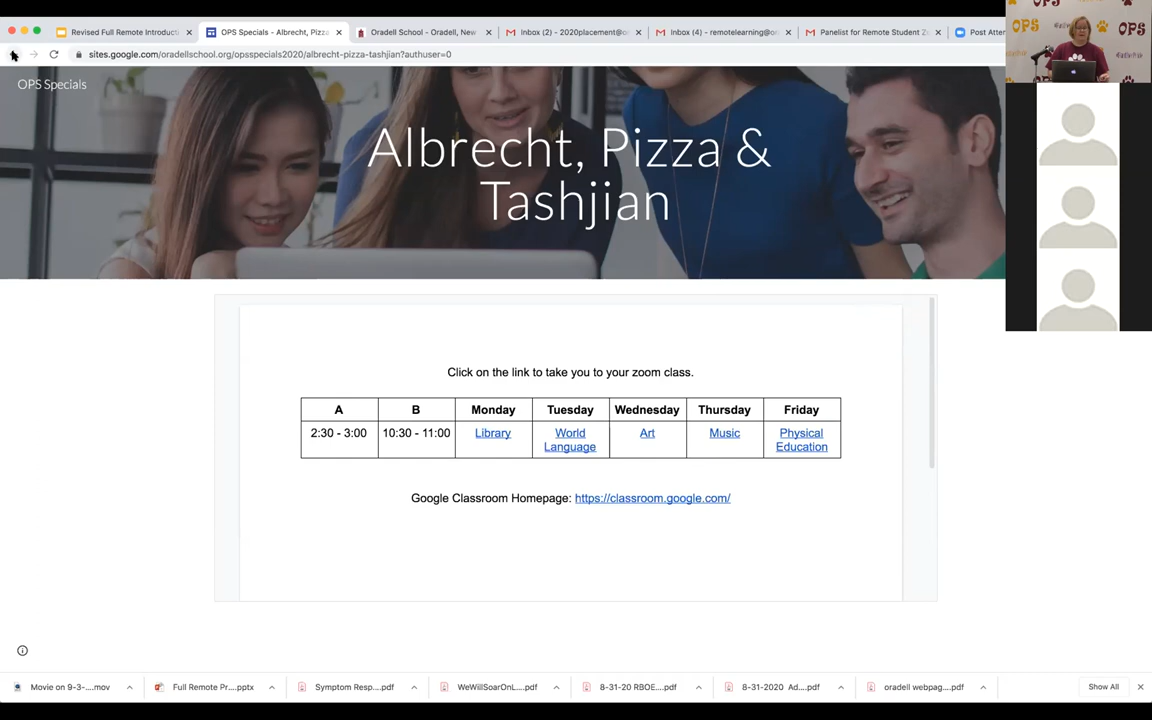 Revised Full Remote Introduct
OPS Specials - Albrecht, Pizza
Oradell School - Oradell, New
Inbox (2) - 2020placement@o
Inbox (4) - remotelearning@o
Panelist for Remote Student Z
Post Atten
sites.google.com/oradellschool.org/opsspecials2020/albrecht-pizza-tashjian?authuser=0
OPS Specials
Albrecht, Pizza &
Tashjian
OPS
OPS
Click on the link to take you to your zoom class.
A B Monday Tuesday Wednesday Thursday Friday
2:30 - 3:00 10:30 - 11:00 Library World Art Music Physical
Language Education
Google Classroom Homepage: https://classroom.google.com/
Movie on 9-3-....mov
Full Remote Pr....pptx
Symptom Resp....pdf
WeWillSoarOnL....pdf
8-31-20 RBOE....pdf
8-31-2020 Ad....pdf
oradell webpag....pdf
Show All